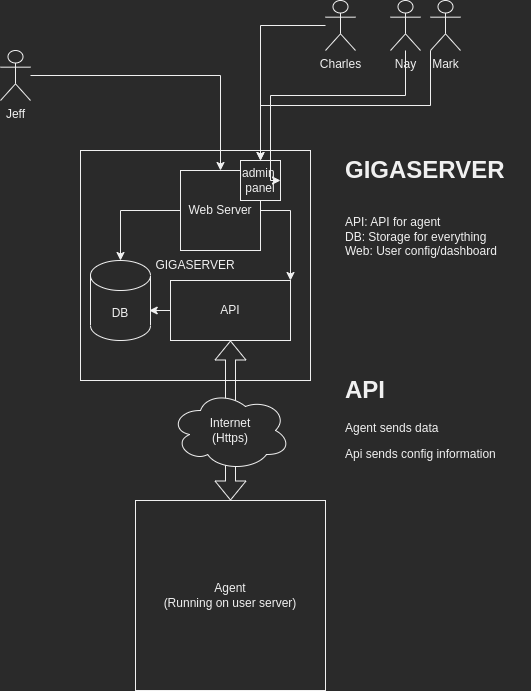 Charles
Nay
Mark
Jeff
admin
panel
Web Server
GIGASERVER
DB
API
GIGASERVER
API: API for agent
DB: Storage for everything
Web: User config/dashboard
Internet
(Https)
API
Agent sends data
Api sends config information
Agent
(Running on user server)